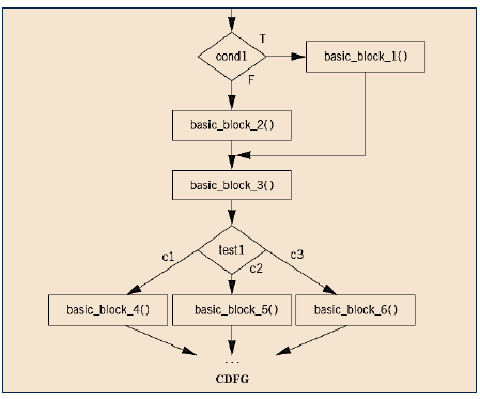 T
cond1
basic_block_1()
F
basic_block_2()
basic_block_3()
c1
test1
c3
c2
basic_block_4()
basic_block_5()
basic_block_6()
...
CDFG